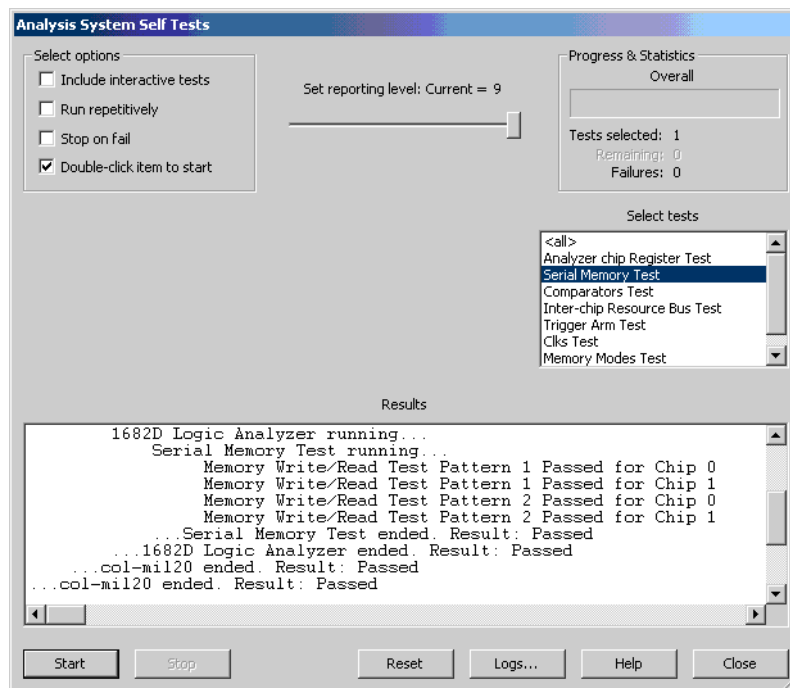 Analysis System Self Tests
Select options
Include interactive tests
Run repetitively
Stop on fail
Double-click item to start
Set reporting level: Current = 9
Progress & Statistics
Overall
Tests selected: 1
Remaining: 0
Failures: 0
Select tests
<all>
Analyzer chip Register Test
Serial Memory Test
Comparators Test
Inter-chip Resource Bus Test
Trigger Arm Test
Clks Test
Memory Modes Test
Results
1682D Logic Analyzer running...
Serial Memory Test running...
Memory Write/Read Test Pattern 1 Passed for Chip 0
Memory Write/Read Test Pattern 1 Passed for Chip 1
Memory Write/Read Test Pattern 2 Passed for Chip 0
Memory Write/Read Test Pattern 2 Passed for Chip 1
...Serial Memory Test ended. Result: Passed
...1682D Logic Analyzer ended. Result: Passed
...col-mil20 ended. Result: Passed
...col-mil20 ended. Result: Passed
Start Stop Reset Logs... Help Close